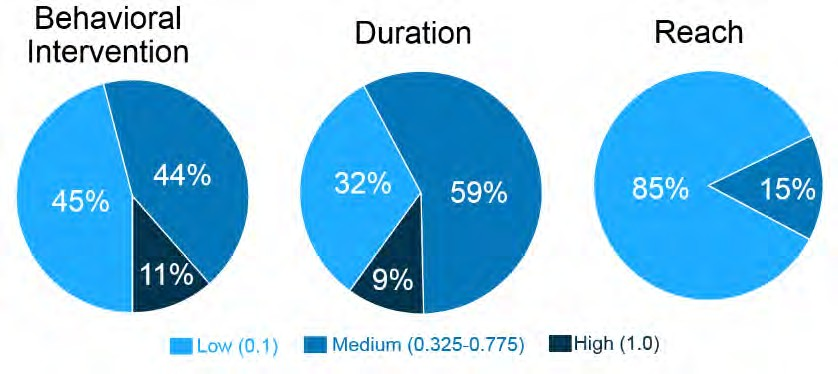 Behavioral
Intervention
Duration
Reach
45%
44%
11%
32%
59%
9%
85%
15%
Low (0.1)
Medium (0.325-0.775)
High (1.0)